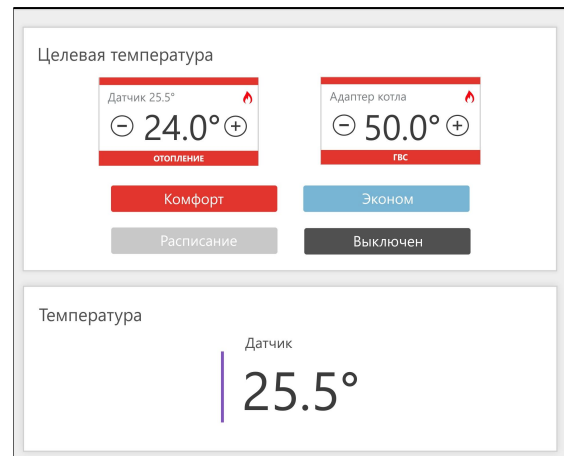 Целевая температура
Датчик 25.5°
24.0°
ОТОПЛЕНИЕ
Адаптер котла
50.0°
ГВС
Комфорт
Эконом
Расписание
Выключен
Температура
Датчик
25.5°